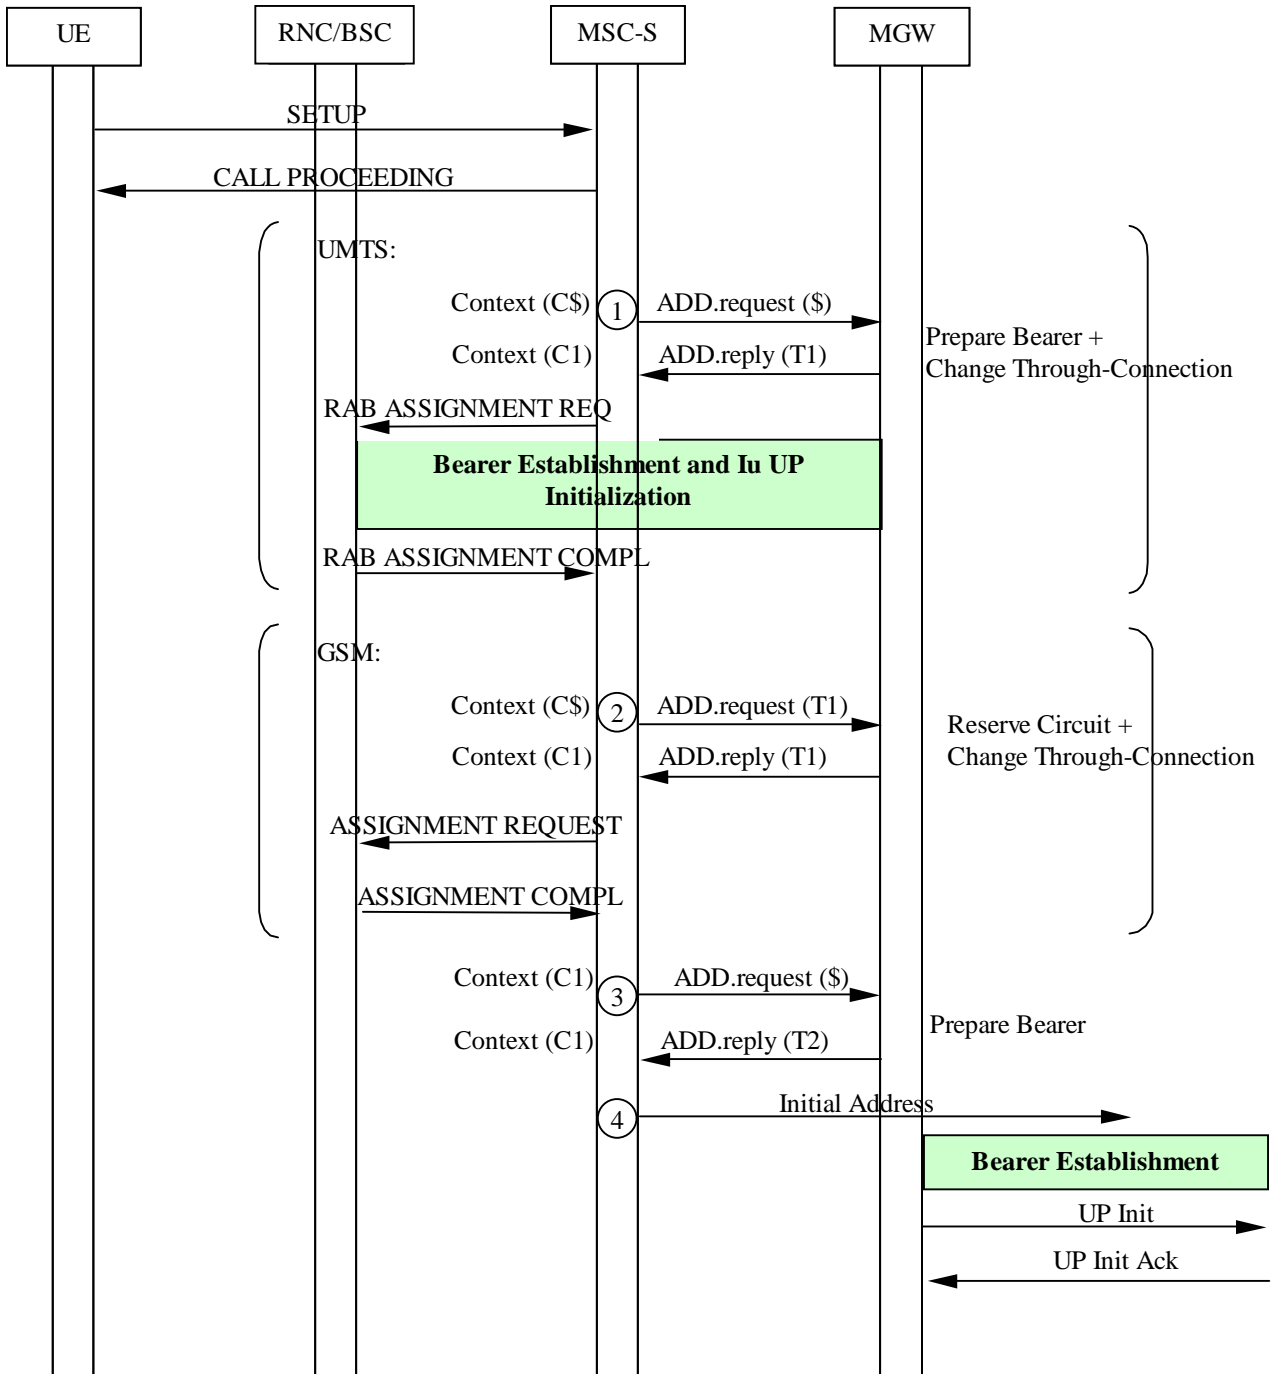 UE RNC/BSC MSC-S MGW
SETUP
CALL PROCEEDING
UMTS:
Context (C$) 1 ADD.request ($)
Prepare Bearer +
Change Through-Connection
Context (C1) ADD.reply (T1)
RAB ASSIGNMENT REQ
Bearer Establishment and Iu UP
Initialization
RAB ASSIGNMENT COMPL
GSM:
Context (C$) 2 ADD.request (T1)
Reserve Circuit +
Change Through-Connection
Context (C1) ADD.reply (T1)
ASSIGNMENT REQUEST
ASSIGNMENT COMPL
Context (C1) 3 ADD.request ($)
Prepare Bearer
Context (C1) ADD.reply (T2)
4 Initial Address
Bearer Establishment
UP Init
UP Init Ack